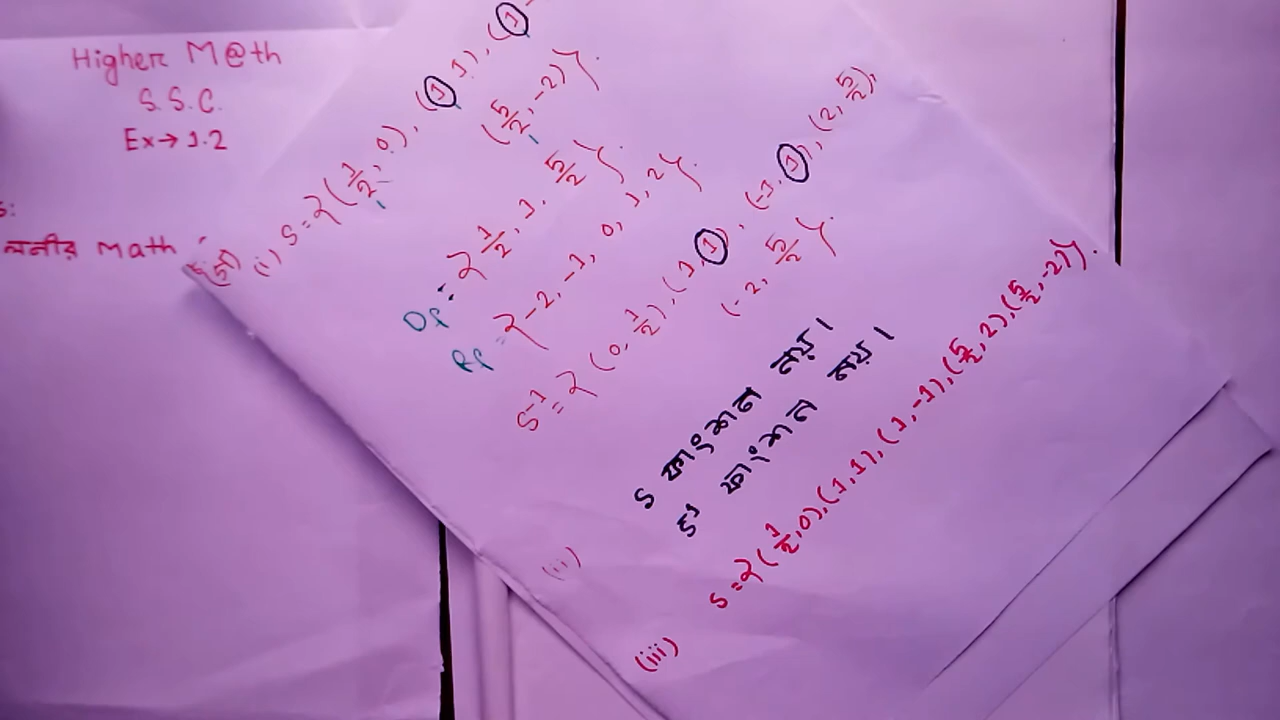 Higher M@th
S.S.C.
Ex→1.2
math
(i) S={(1/2, 0), (1, 1), (1
(5/2, -2)}.
Df = {1/2, 1, 5/2}.
Rf = {-2, -1, 0, 1, 2}.
S⁻¹={(0, 1/2), (1, 1), (-1, 1), (2, 5/2),
(-2, 5/2)}.
S ফাংশন নয়।
S⁻¹ ফাংশন নয়।
(ii)
S={(1/2, 0), (1, 1), (1, -1), (5/2, 2), (5/2, -2)}.
(iii)